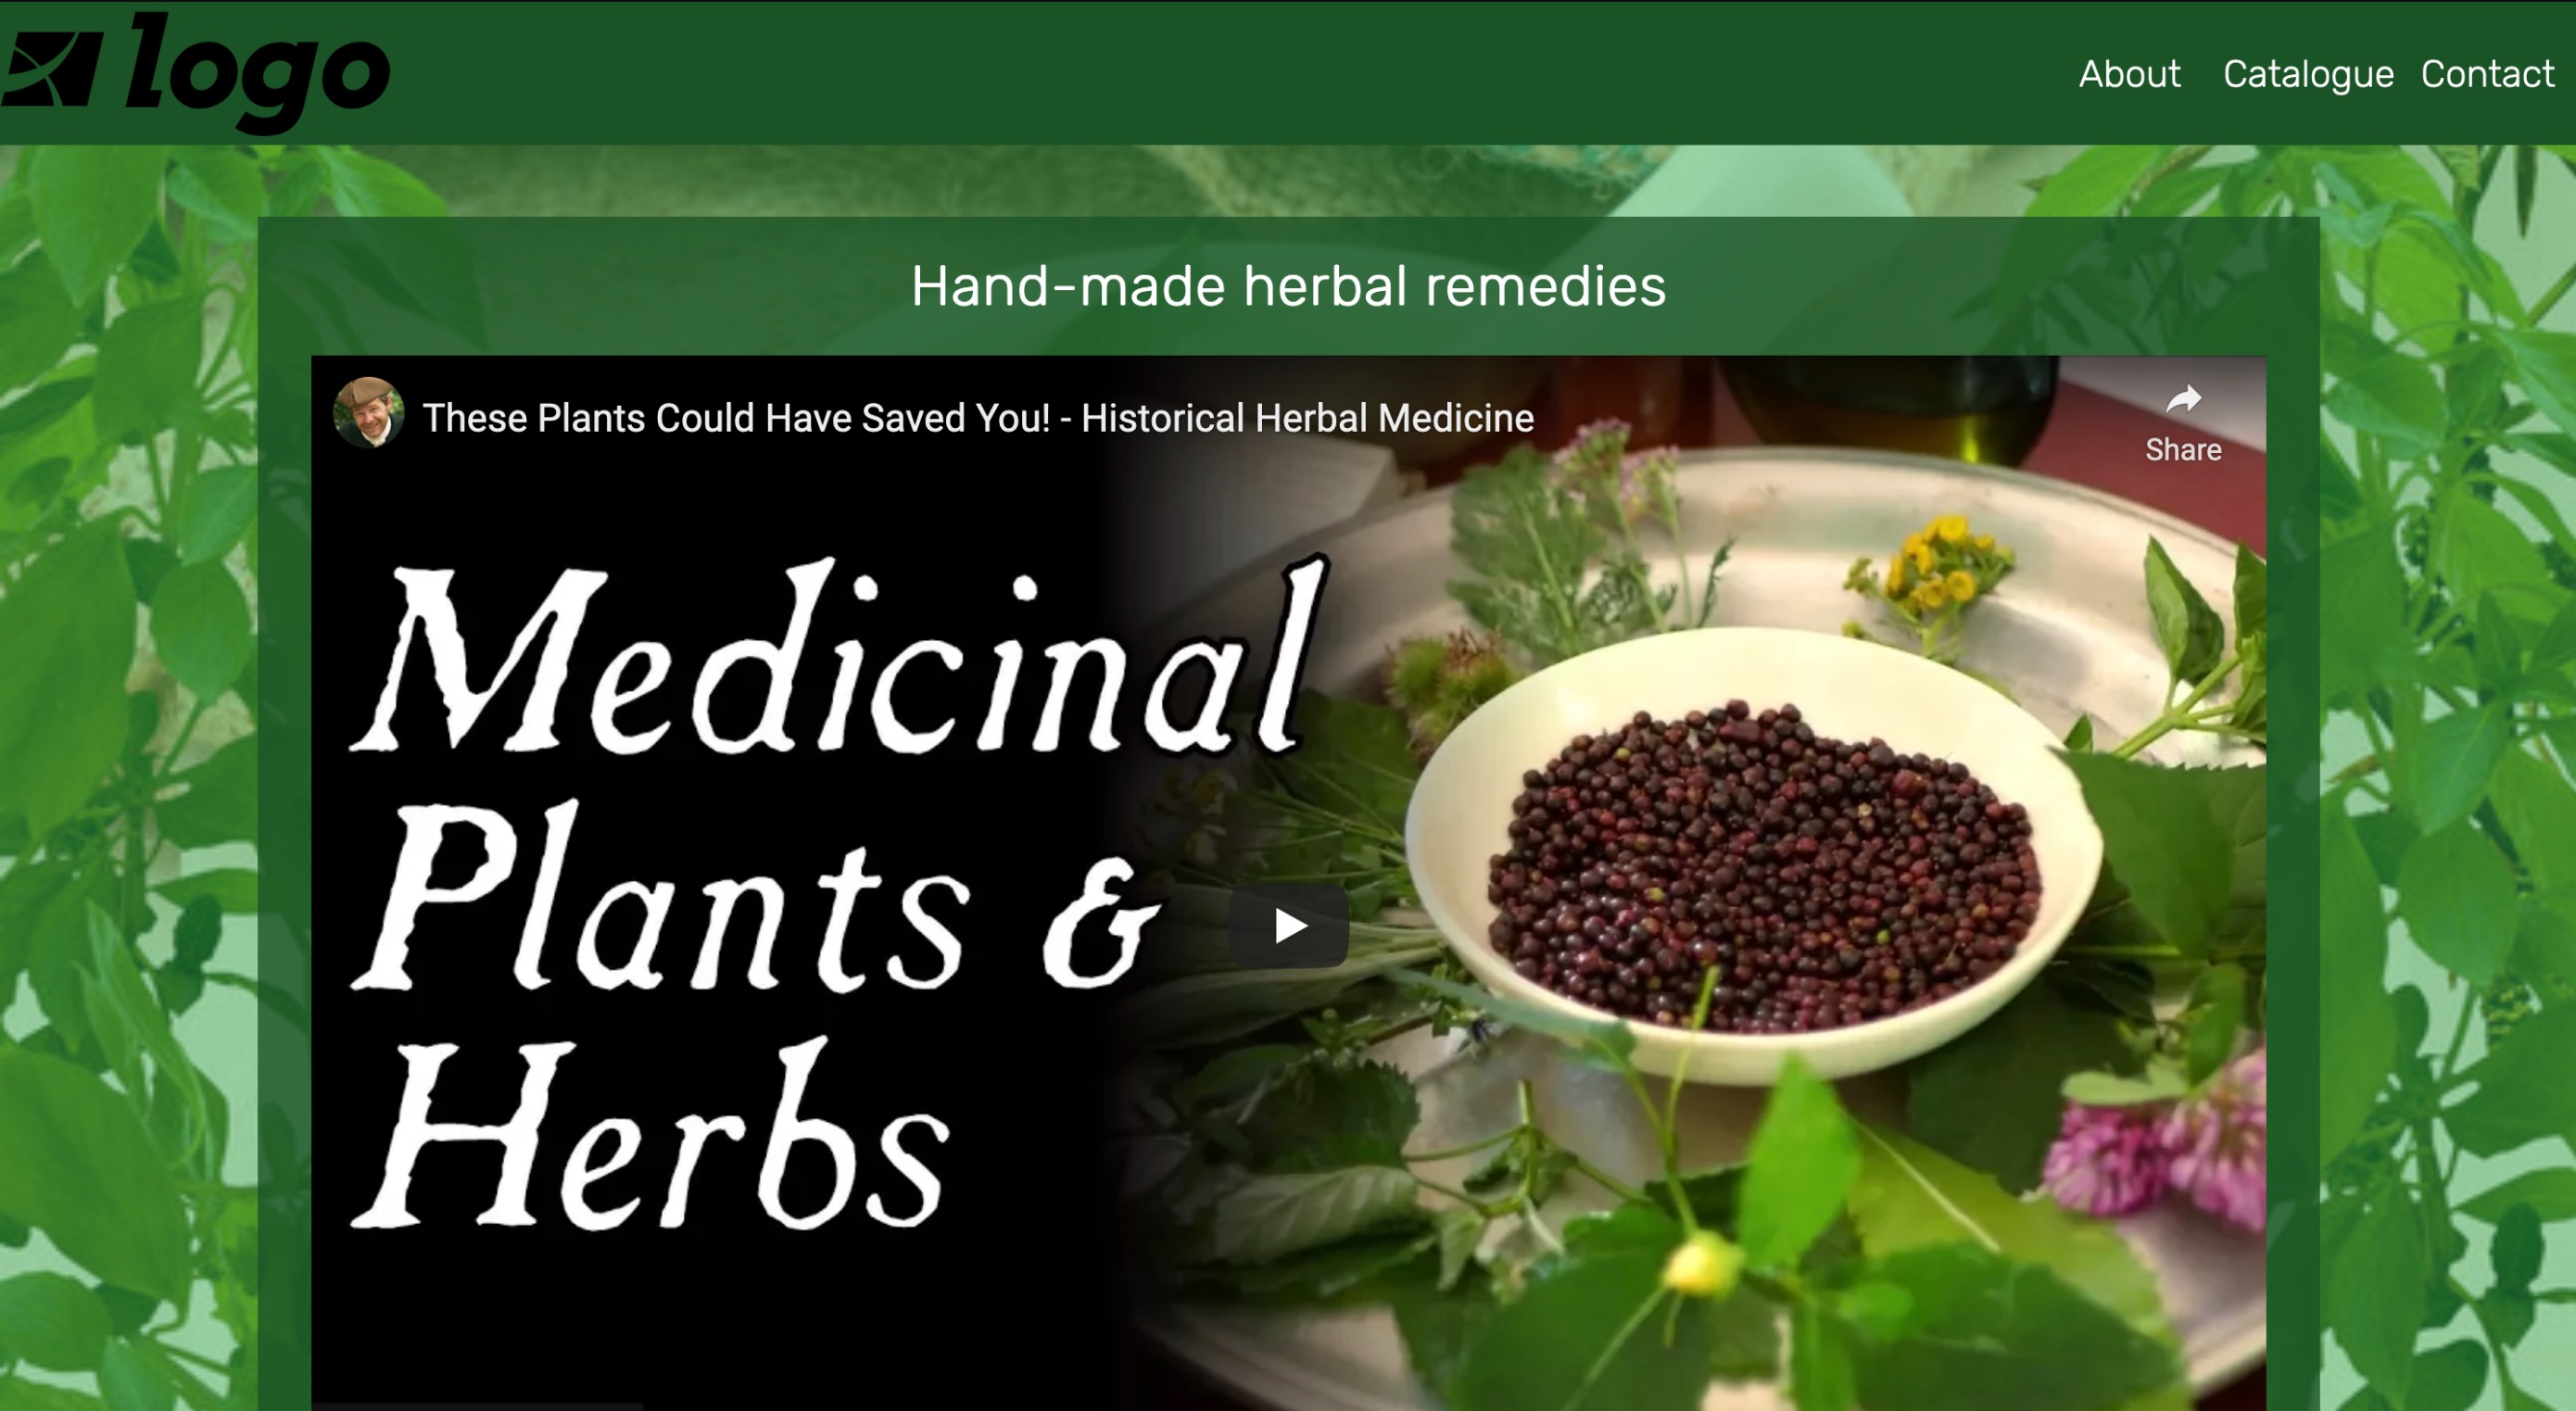 logo
About Catalogue Contact
Hand-made herbal remedies
These Plants Could Have Saved You! - Historical Herbal Medicine
Share
Medicinal
Plants &
Herbs